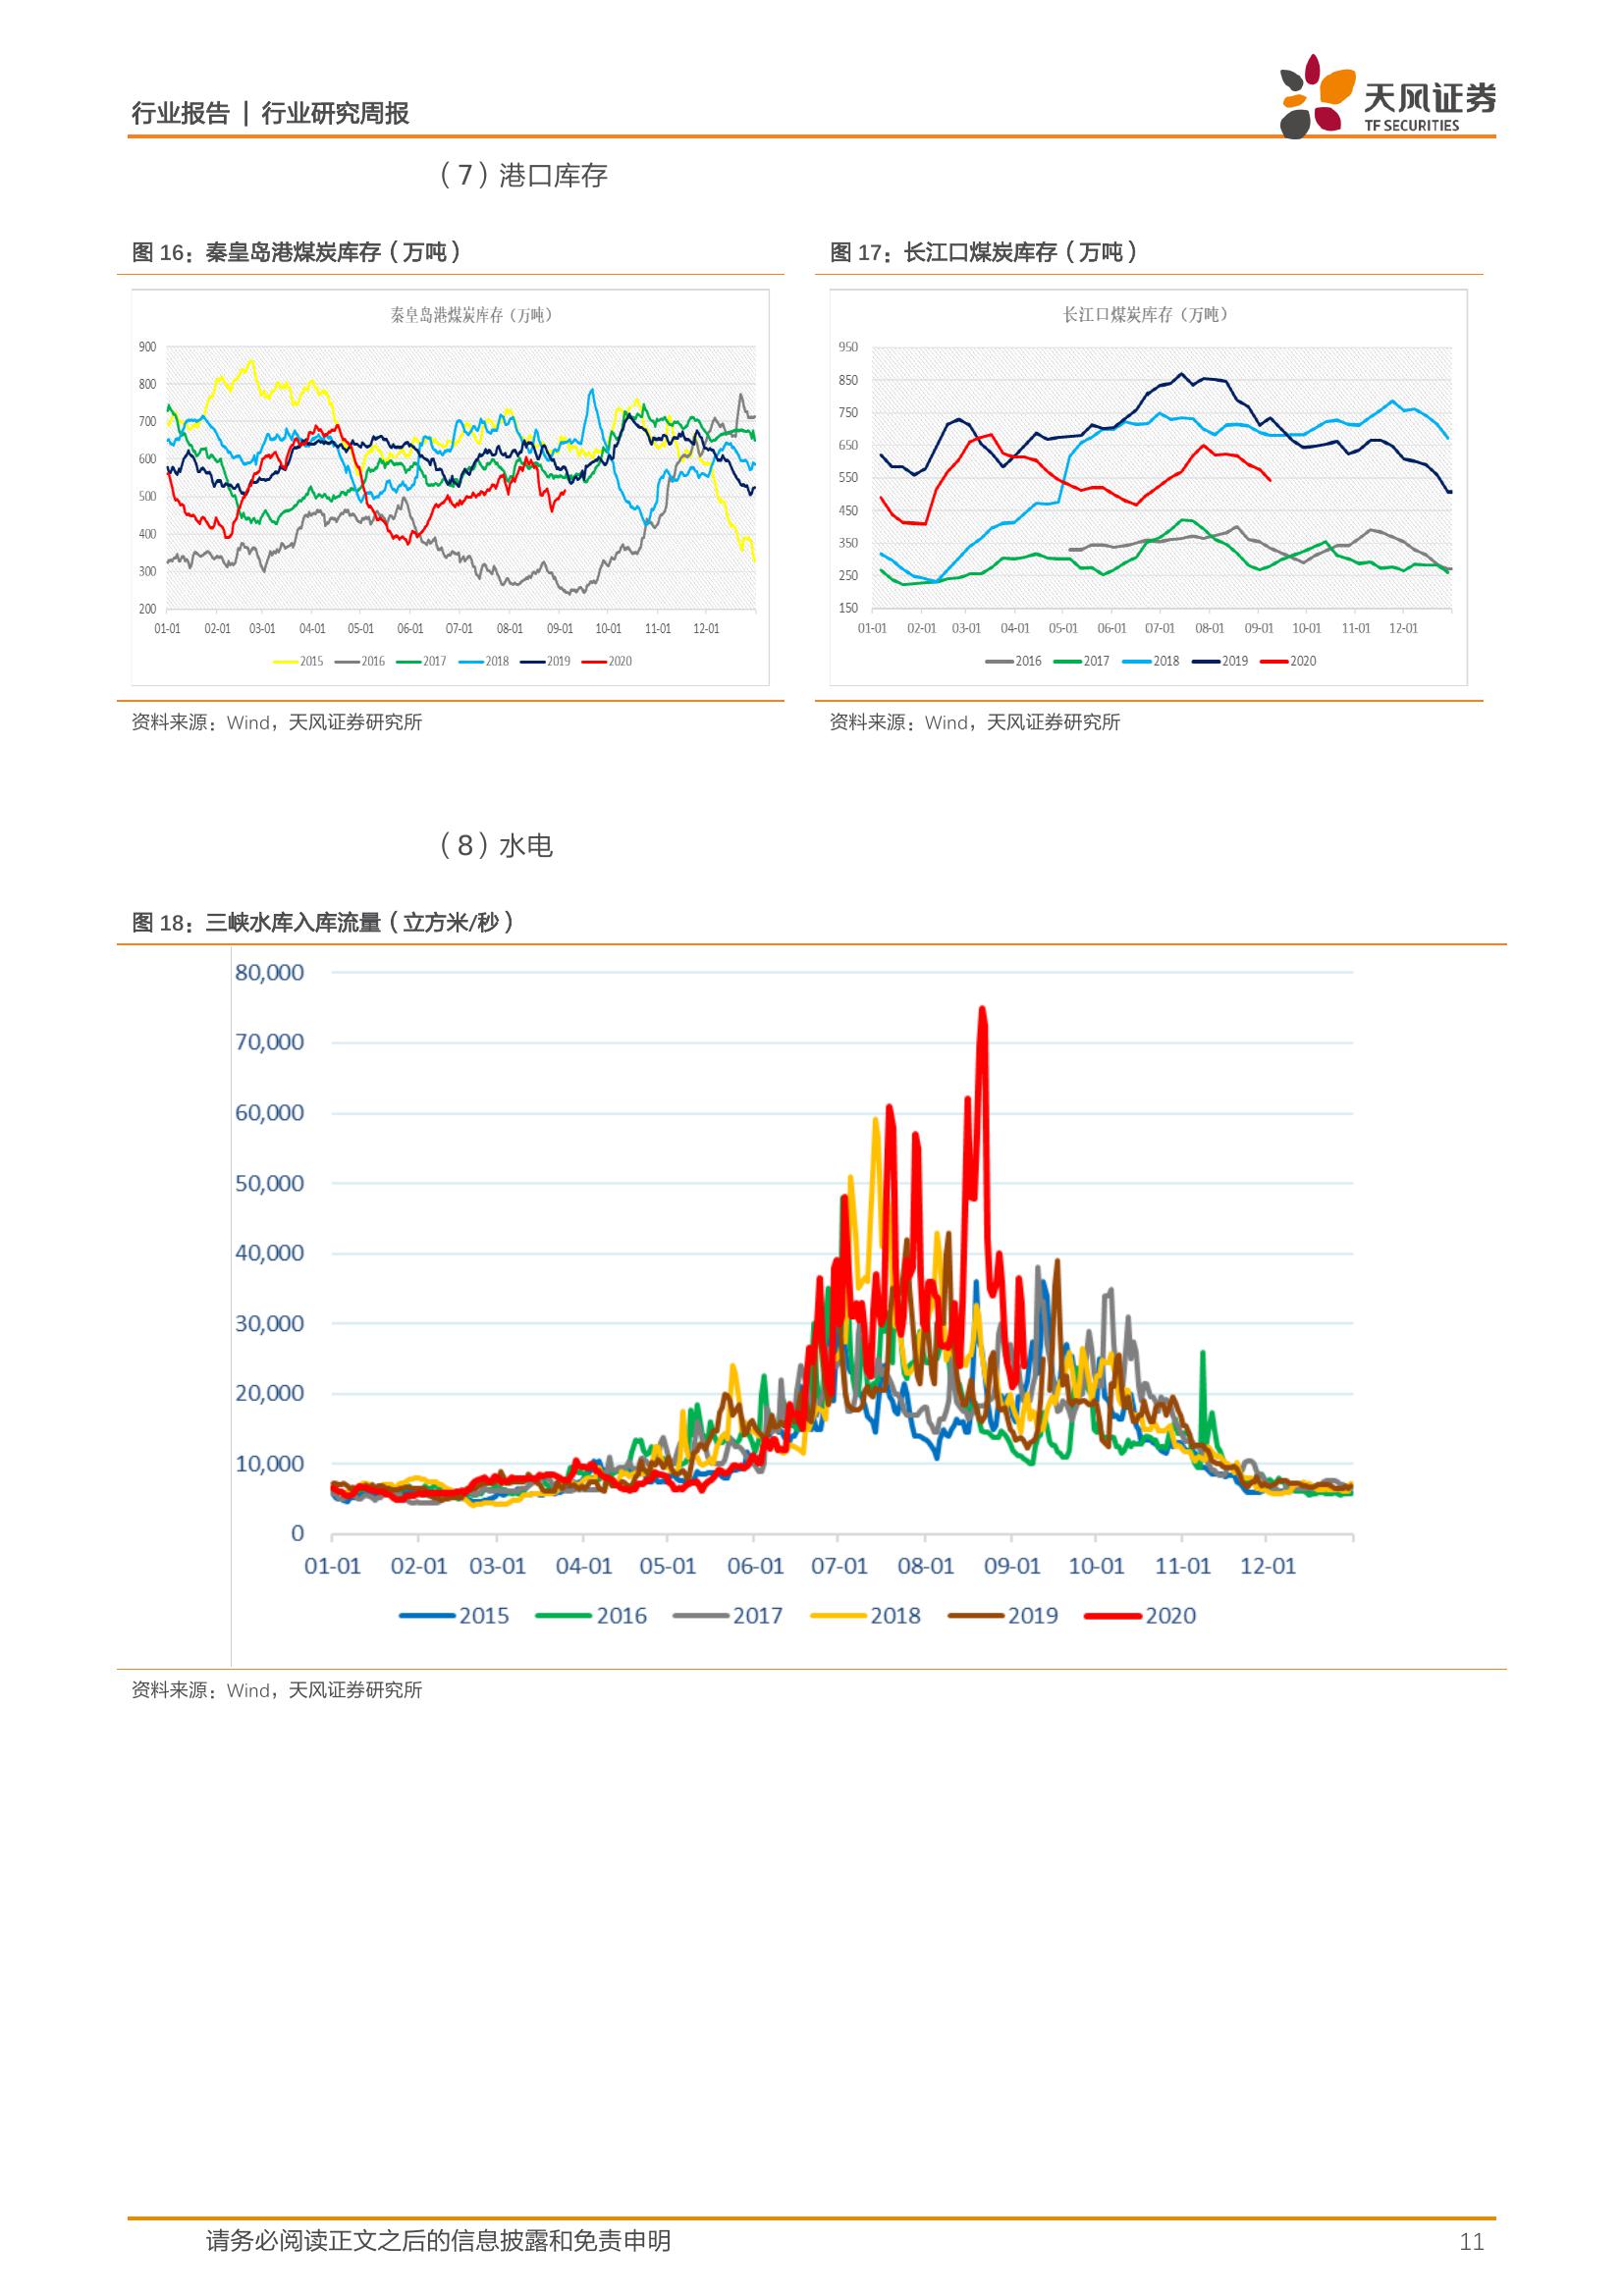 行业报告 | 行业研究周报
天风证券
TF SECURITIES
（7）港口库存
图 16：秦皇岛港煤炭库存（万吨）
秦皇岛港煤炭库存（万吨）
900
800
700
600
500
400
300
200
01-01 02-01 03-01 04-01 05-01 06-01 07-01 08-01 09-01 10-01 11-01 12-01
2015 2016 2017 2018 2019 2020
资料来源：Wind，天风证券研究所
图 17：长江口煤炭库存（万吨）
长江口煤炭库存（万吨）
950
850
750
650
550
450
350
250
150
01-01 02-01 03-01 04-01 05-01 06-01 07-01 08-01 09-01 10-01 11-01 12-01
2016 2017 2018 2019 2020
资料来源：Wind，天风证券研究所
（8）水电
图 18：三峡水库入库流量（立方米/秒）
80,000
70,000
60,000
50,000
40,000
30,000
20,000
10,000
0
01-01 02-01 03-01 04-01 05-01 06-01 07-01 08-01 09-01 10-01 11-01 12-01
2015 2016 2017 2018 2019 2020
资料来源：Wind，天风证券研究所
请务必阅读正文之后的信息披露和免责申明
11